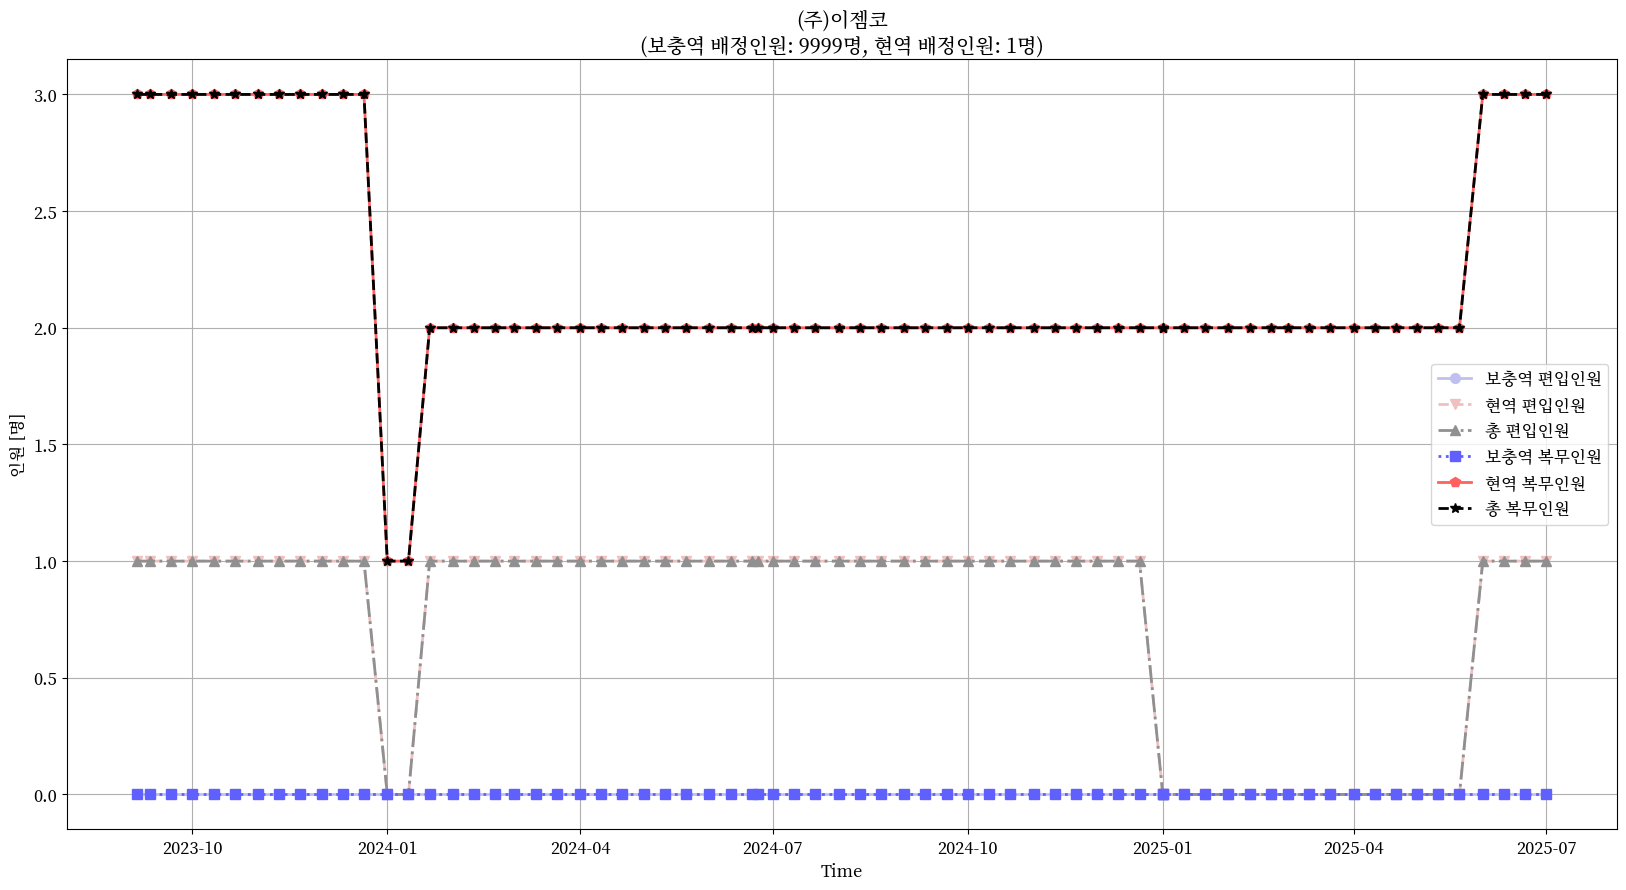 (주)이젬코
(보충역 배정인원: 9999명, 현역 배정인원: 1명)
3.0
2.5
2.0
1.5
1.0
0.5
0.0
인원 [명]
보충역 편입인원
현역 편입인원
총 편입인원
보충역 복무인원
현역 복무인원
총 복무인원
2023-10
2024-01
2024-04
2024-07
2024-10
2025-01
2025-04
2025-07
Time